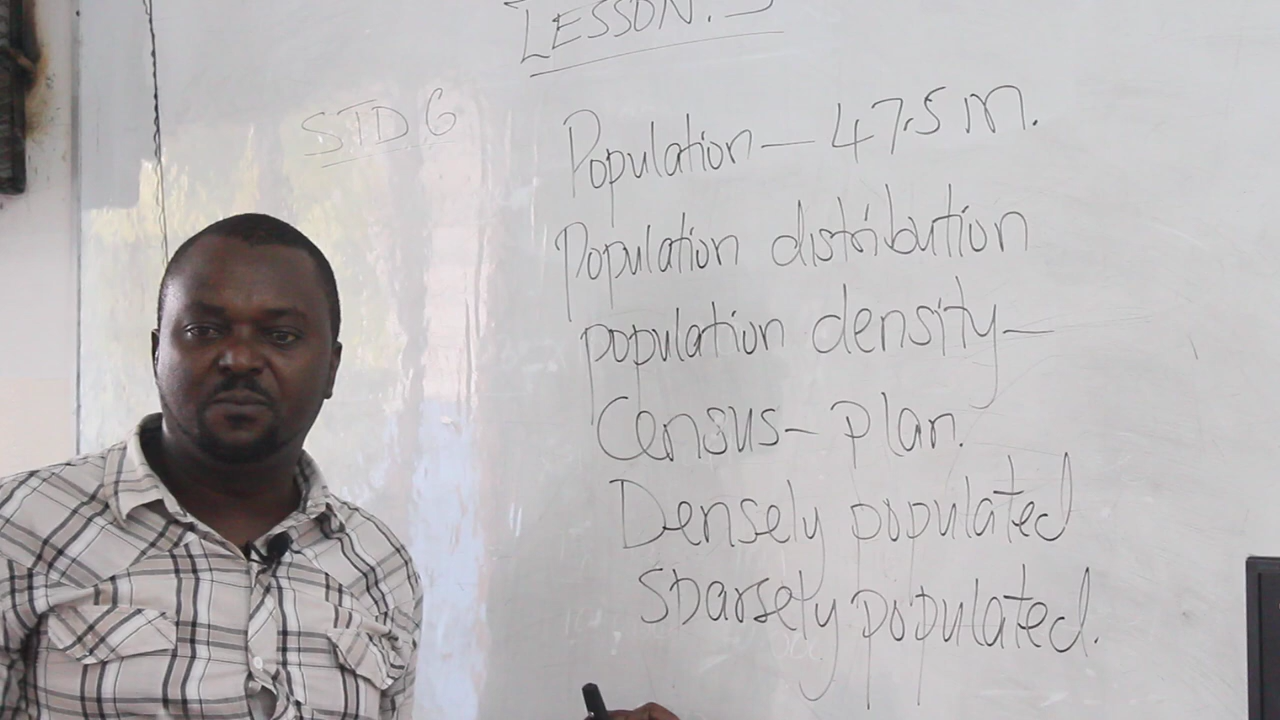 LESSON.
STD 6
Population – 47.5 m.
Population distribution
population density –
Census – plan.
Densely populated
Sparsely populated.